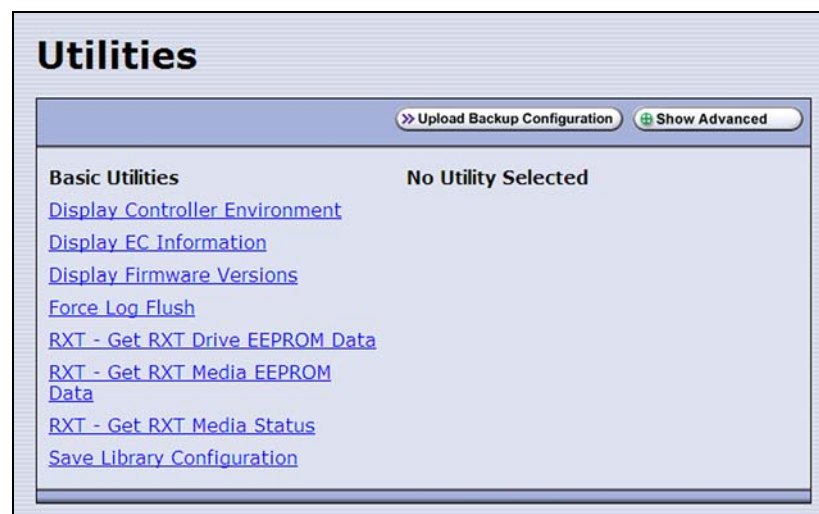 Utilities
Upload Backup Configuration
Show Advanced
Basic Utilities
No Utility Selected
Display Controller Environment
Display EC Information
Display Firmware Versions
Force Log Flush
RXT - Get RXT Drive EEPROM Data
RXT - Get RXT Media EEPROM
Data
RXT - Get RXT Media Status
Save Library Configuration